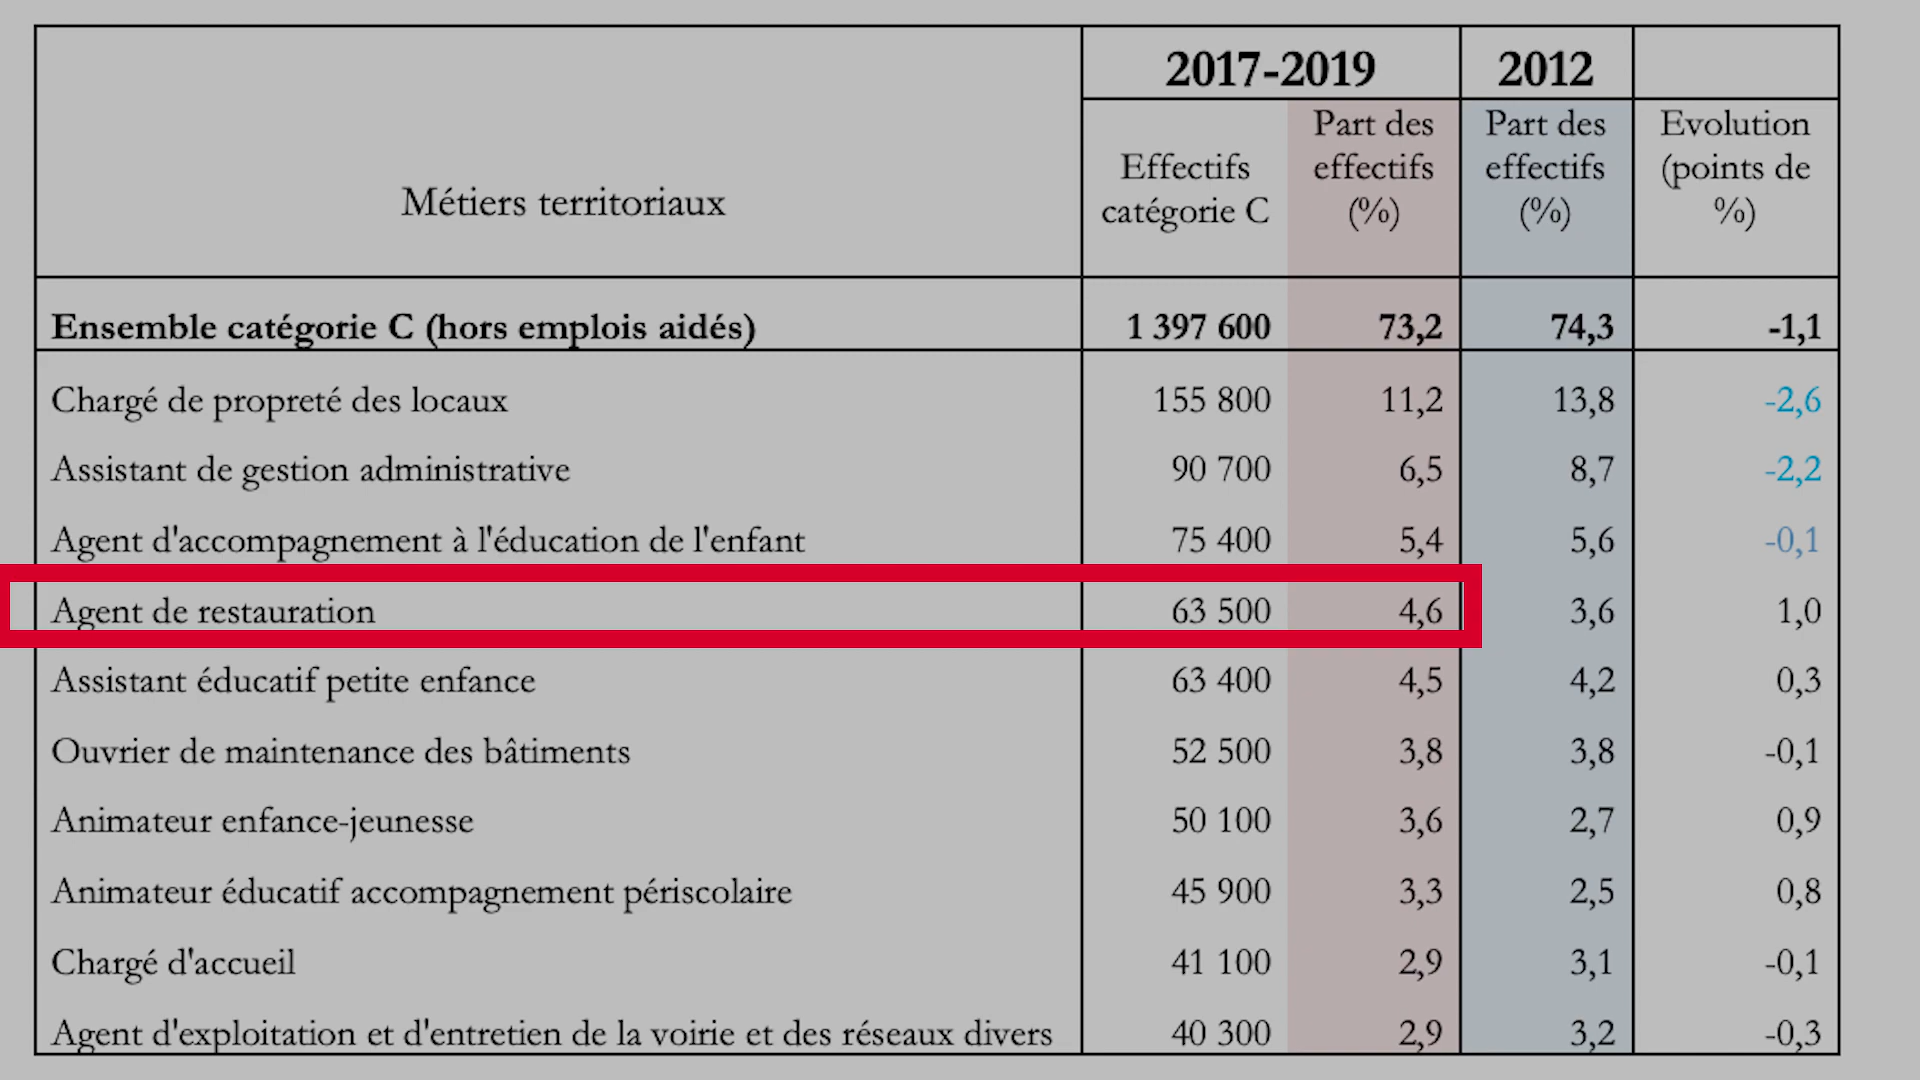 2017-2019 2012
Métiers territoriaux Effectifs catégorie C Part des effectifs (%) Part des effectifs (%) Evolution (points de %)
Ensemble catégorie C (hors emplois aidés) 1 397 600 73,2 74,3 -1,1
Chargé de propreté des locaux 155 800 11,2 13,8 -2,6
Assistant de gestion administrative 90 700 6,5 8,7 -2,2
Agent d'accompagnement à l'éducation de l'enfant 75 400 5,4 5,6 -0,1
Agent de restauration 63 500 4,6 3,6 1,0
Assistant éducatif petite enfance 63 400 4,5 4,2 0,3
Ouvrier de maintenance des bâtiments 52 500 3,8 3,8 -0,1
Animateur enfance-jeunesse 50 100 3,6 2,7 0,9
Animateur éducatif accompagnement périscolaire 45 900 3,3 2,5 0,8
Chargé d'accueil 41 100 2,9 3,1 -0,1
Agent d'exploitation et d'entretien de la voirie et des réseaux divers 40 300 2,9 3,2 -0,3